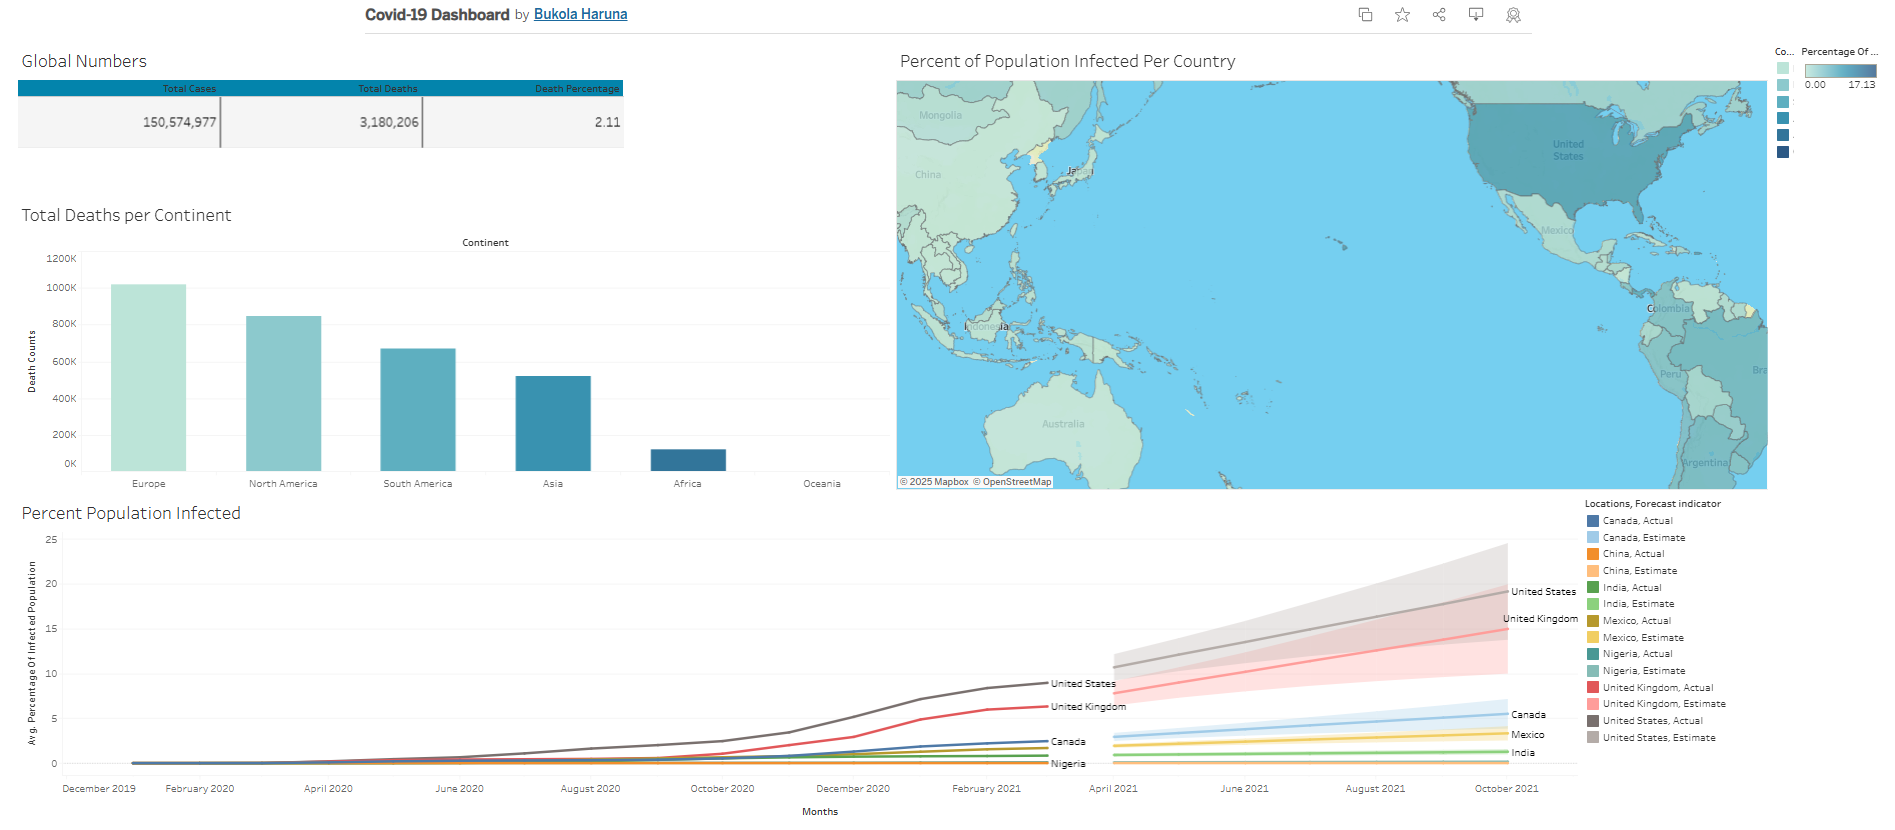 Covid-19 Dashboard by Bukola Haruna
Global Numbers
Total Cases Total Deaths Death Percentage
150,574,977 3,180,206 2.11
Total Deaths per Continent
Continent
Death Counts
1200K
1000K
800K
600K
400K
200K
0K
Europe North America South America Asia Africa Oceania
Percent of Population Infected Per Country
Mongolia
China
Japan
Indonesia
Australia
United
States
Mexico
Colombia
Peru
Bra
Argentina
© 2025 Mapbox © OpenStreetMap
Co... Percentage Of ...
0.00 17.13
Percent Population Infected
Avg. Percentage Of Infected Population
25
20
15
10
5
0
United States
United Kingdom
Canada
Nigeria
United States
United Kingdom
Canada
Mexico
India
December 2019 February 2020 April 2020 June 2020 August 2020 October 2020 December 2020 February 2021 April 2021 June 2021 August 2021 October 2021
Months
Locations, Forecast indicator
Canada, Actual
Canada, Estimate
China, Actual
China, Estimate
India, Actual
India, Estimate
Mexico, Actual
Mexico, Estimate
Nigeria, Actual
Nigeria, Estimate
United Kingdom, Actual
United Kingdom, Estimate
United States, Actual
United States, Estimate